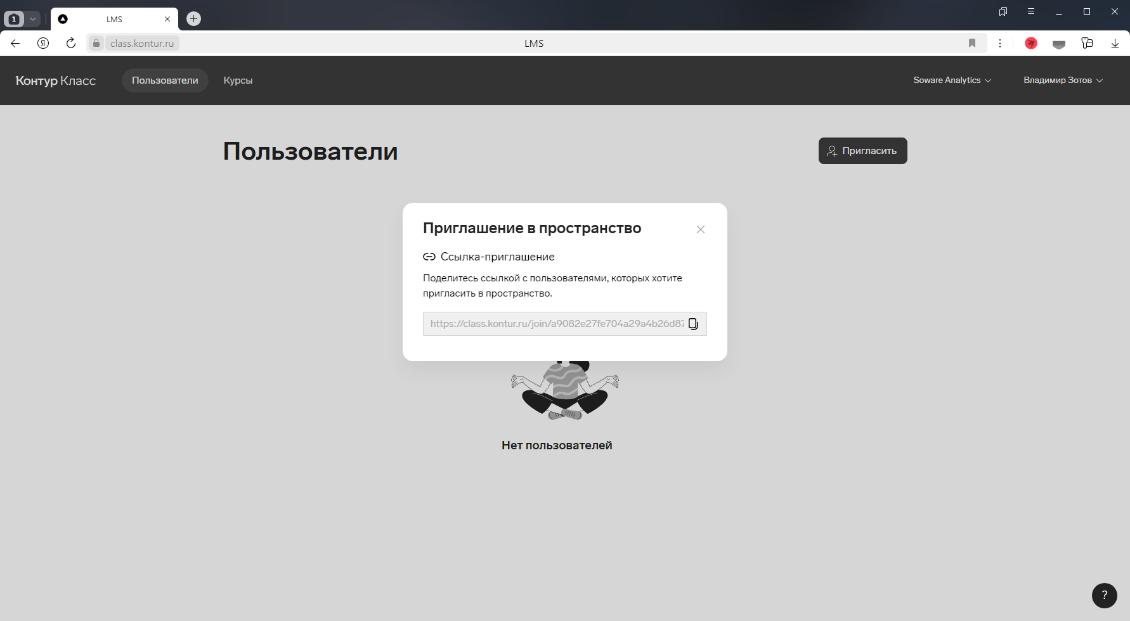 1
LMS
Я
class.kontur.ru
LMS
Контур Класс
Пользователи
Курсы
Soware Analytics
Владимир Зотов
Пользователи
Пригласить
Приглашение в пространство
Ссылка-приглашение
Поделитесь ссылкой с пользователями, которых хотите
пригласить в пространство.
https://class.kontur.ru/join/a9082e27fe704a29a4b26d87
Нет пользователей
?